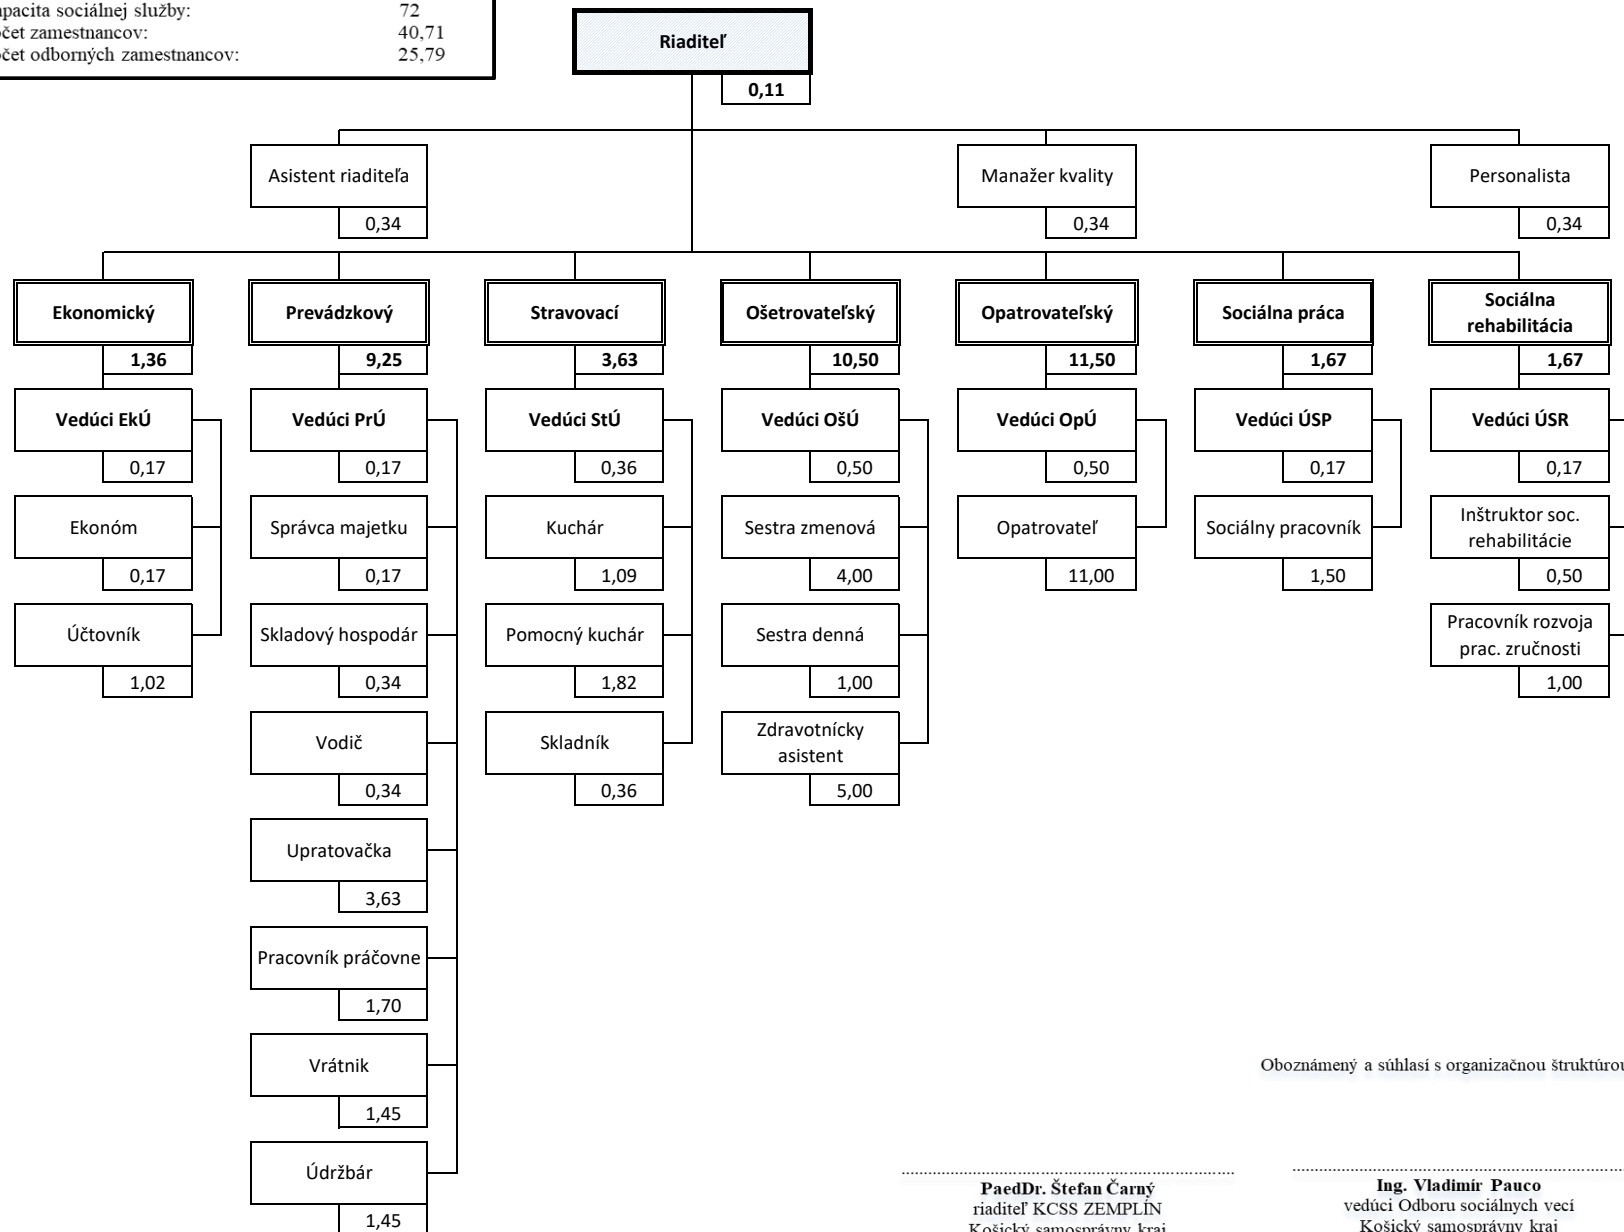 sociálnej služby: 72
zamestnancov: 40,71
odborných zamestnancov: 25,79
Riaditeľ
0,11
Asistent riaditeľa
0,34
Manažer kvality
0,34
Personalista
0,34
Ekonomický
1,36
Vedúci EkÚ
0,17
Ekonóm
0,17
Účtovník
1,02
Prevádzkový
9,25
Vedúci PrÚ
0,17
Správca majetku
0,17
Skladový hospodár
0,34
Vodič
0,34
Upratovačka
3,63
Pracovník práčovne
1,70
Vrátnik
1,45
Údržbár
1,45
Stravovací
3,63
Vedúci StÚ
0,36
Kuchár
1,09
Pomocný kuchár
1,82
Skladník
0,36
Ošetrovateľský
10,50
Vedúci OšÚ
0,50
Sestra zmenová
4,00
Sestra denná
1,00
Zdravotnícky
asistent
5,00
Opatrovateľský
11,50
Vedúci OpÚ
0,50
Opatrovateľ
11,00
Sociálna práca
1,67
Vedúci ÚSP
0,17
Sociálny pracovník
1,50
Sociálna
rehabilitácia
1,67
Vedúci ÚSR
0,17
Inštruktor soc.
rehabilitácie
0,50
Pracovník rozvoja
prac. zručnosti
1,00
Oboznámený a súhlasí s organizačnou štruktúrou
PaedDr. Štefan Čarný
riaditeľ KCSS ZEMPLÍN
Košický samosprávny kraj
Ing. Vladimír Pauco
vedúci Odboru sociálnych vecí
Košický samosprávny kraj